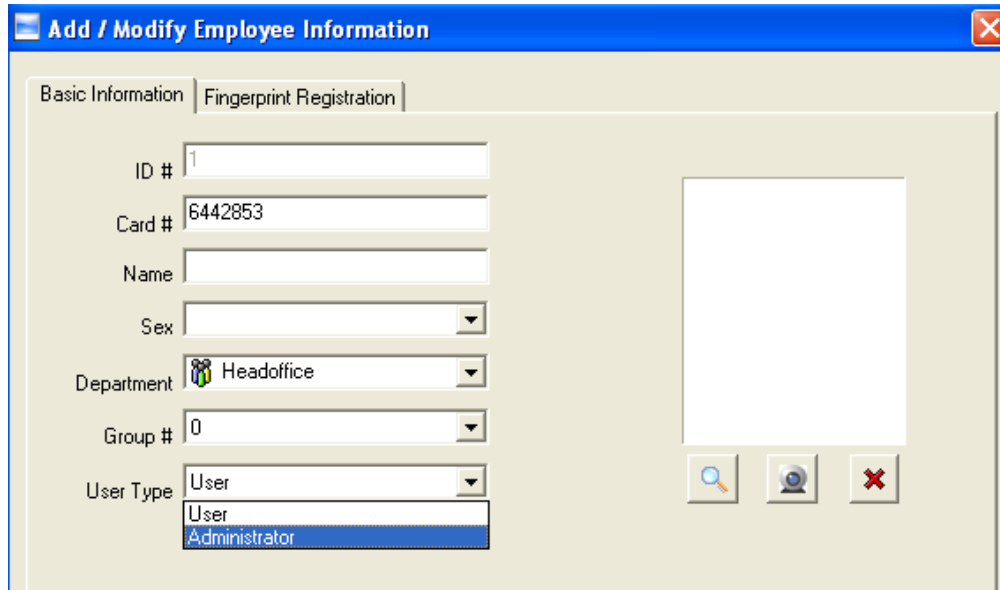 Add / Modify Employee Information
Basic Information
Fingerprint Registration
ID # 1
Card # 6442853
Name
Sex
Department Headoffice
Group # 0
User Type User
User
Administrator